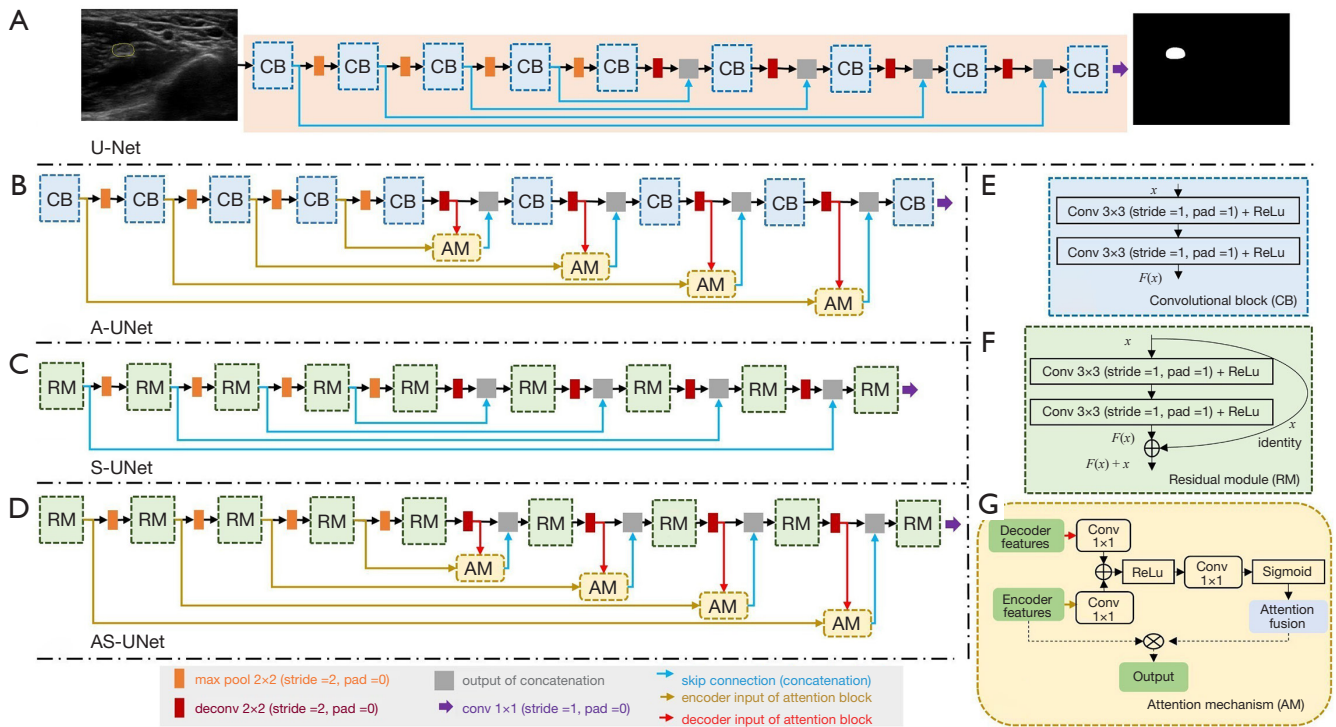 A
CB CB CB CB CB CB CB CB CB
U-Net
B
CB CB CB CB CB CB CB CB CB
AM
AM
AM
AM
A-UNet
C
RM RM RM RM RM RM RM RM RM
S-UNet
D
RM RM RM RM RM RM RM RM RM
AM
AM
AM
AM
AS-UNet
max pool 2×2 (stride =2, pad =0)
deconv 2×2 (stride =2, pad =0)
output of concatenation
conv 1×1 (stride =1, pad =0)
skip connection (concatenation)
encoder input of attention block
decoder input of attention block
E
x
Conv 3×3 (stride =1, pad =1) + ReLu
Conv 3×3 (stride =1, pad =1) + ReLu
F(x)
Convolutional block (CB)
F
x
Conv 3×3 (stride =1, pad =1) + ReLu
Conv 3×3 (stride =1, pad =1) + ReLu
F(x)
x
identity
F(x) + x
Residual module (RM)
G
Decoder
features
Conv
1×1
ReLu
Conv
1×1
Sigmoid
Encoder
features
Conv
1×1
Attention
fusion
Output
Attention mechanism (AM)